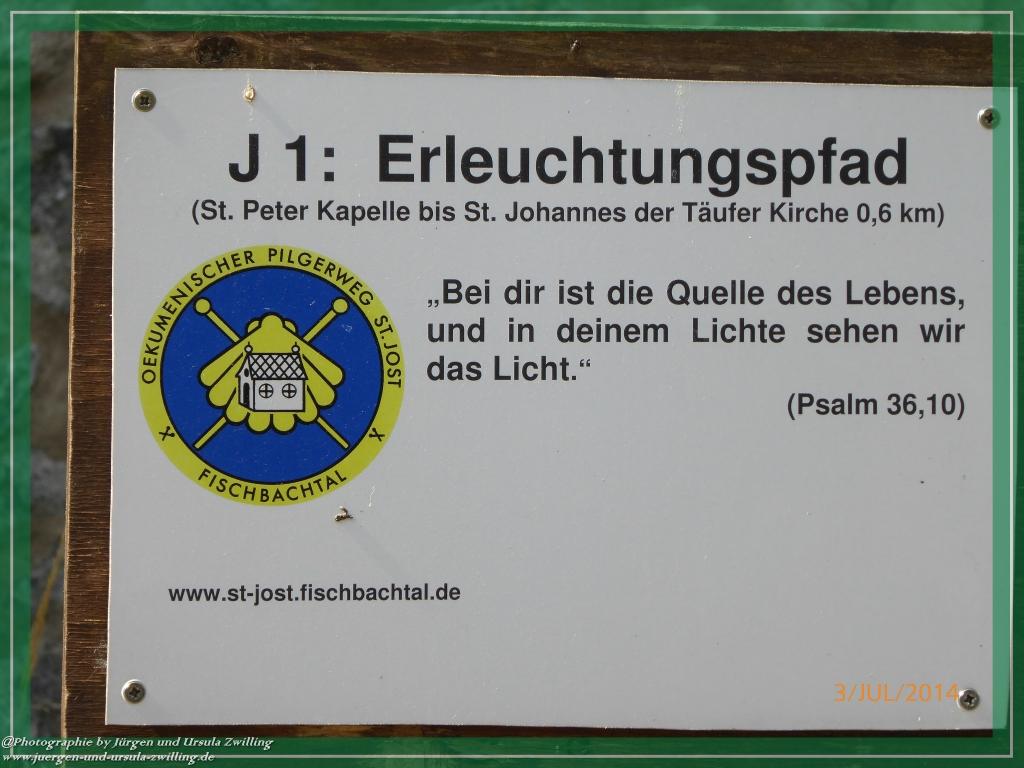 J 1: Erleuchtungspfad
(St. Peter Kapelle bis St. Johannes der Täufer Kirche 0,6 km)
OEKUMENISCHER PILGERWEG ST. JOST
FISCHBACHTAL
„Bei dir ist die Quelle des Lebens,
und in deinem Lichte sehen wir
das Licht.“
(Psalm 36,10)
www.st-jost.fischbachtal.de
3/JUL/2014
@Photographie by Jürgen und Ursula Zwilling
www.juergen-und-ursula-zwilling.de